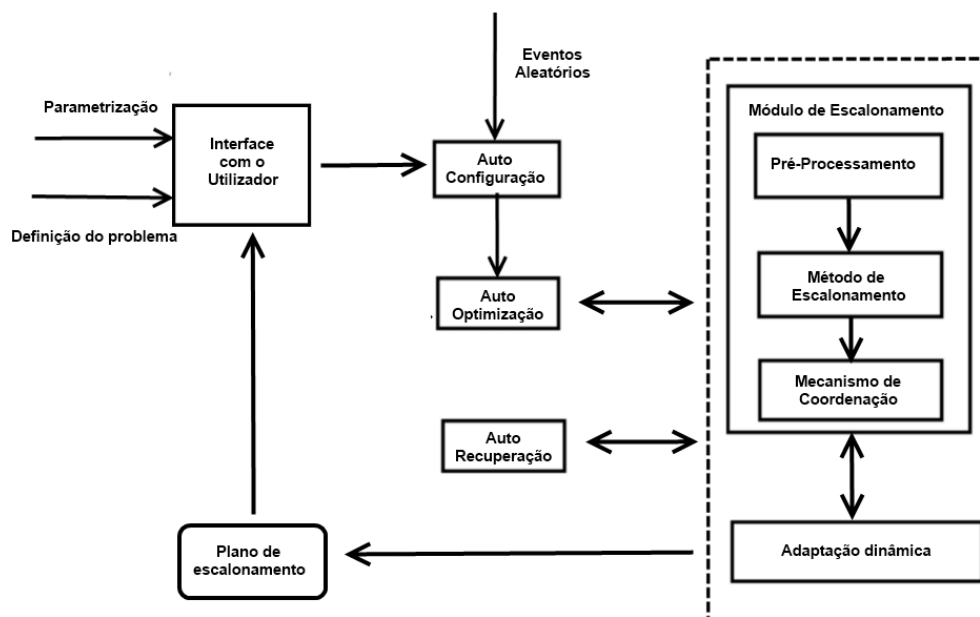 Eventos
Aleatórios
Parametrização
Interface
com o
Utilizador
Definição do problema
Auto
Configuração
Auto
Optimização
Auto
Recuperação
Módulo de Escalonamento
Pré-Processamento
Método de
Escalonamento
Mecanismo de
Coordenação
Adaptação dinâmica
Plano de
escalonamento